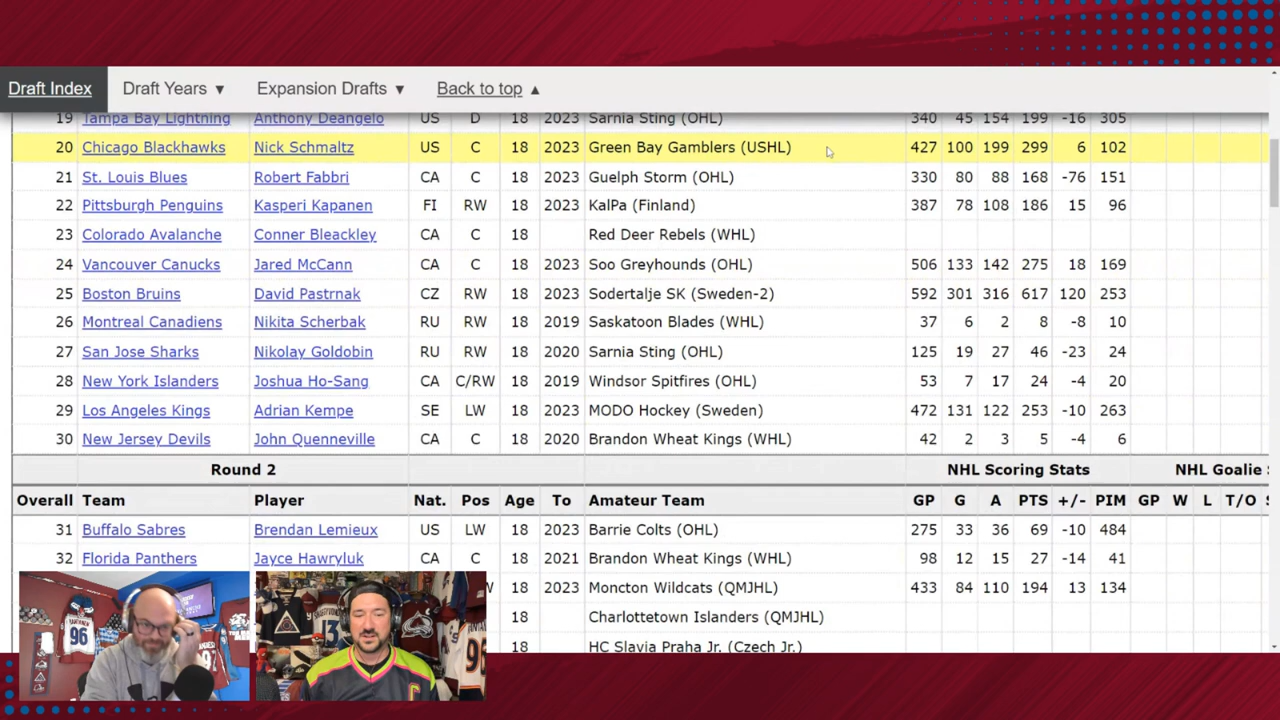 Draft Index Draft Years ▼ Expansion Drafts ▼ Back to top ▲
19 Tampa Bay Lightning Anthony Deangelo US D 18 2023 Sarnia Sting (OHL) 340 45 154 199 -16 305
20 Chicago Blackhawks Nick Schmaltz US C 18 2023 Green Bay Gamblers (USHL) 427 100 199 299 6 102
21 St. Louis Blues Robert Fabbri CA C 18 2023 Guelph Storm (OHL) 330 80 88 168 -76 151
22 Pittsburgh Penguins Kasperi Kapanen FI RW 18 2023 KalPa (Finland) 387 78 108 186 15 96
23 Colorado Avalanche Conner Bleackley CA C 18 Red Deer Rebels (WHL)
24 Vancouver Canucks Jared McCann CA C 18 2023 Soo Greyhounds (OHL) 506 133 142 275 18 169
25 Boston Bruins David Pastrnak CZ RW 18 2023 Sodertalje SK (Sweden-2) 592 301 316 617 120 253
26 Montreal Canadiens Nikita Scherbak RU RW 18 2019 Saskatoon Blades (WHL) 37 6 2 8 -8 10
27 San Jose Sharks Nikolay Goldobin RU RW 18 2020 Sarnia Sting (OHL) 125 19 27 46 -23 24
28 New York Islanders Joshua Ho-Sang CA C/RW 18 2019 Windsor Spitfires (OHL) 53 7 17 24 -4 20
29 Los Angeles Kings Adrian Kempe SE LW 18 2023 MODO Hockey (Sweden) 472 131 122 253 -10 263
30 New Jersey Devils John Quenneville CA C 18 2020 Brandon Wheat Kings (WHL) 42 2 3 5 -4 6
Round 2 NHL Scoring Stats NHL Goalie
Overall Team Player Nat. Pos Age To Amateur Team GP G A PTS +/- PIM GP W L T/O
31 Buffalo Sabres Brendan Lemieux US LW 18 2023 Barrie Colts (OHL) 275 33 36 69 -10 484
32 Florida Panthers Jayce Hawryluk CA C 18 2021 Brandon Wheat Kings (WHL) 98 12 15 27 -14 41
18 2023 Moncton Wildcats (QMJHL) 433 84 110 194 13 134
18 Charlottetown Islanders (QMJHL)
18 HC Slavia Praha Jr. (Czech Jr.)
96